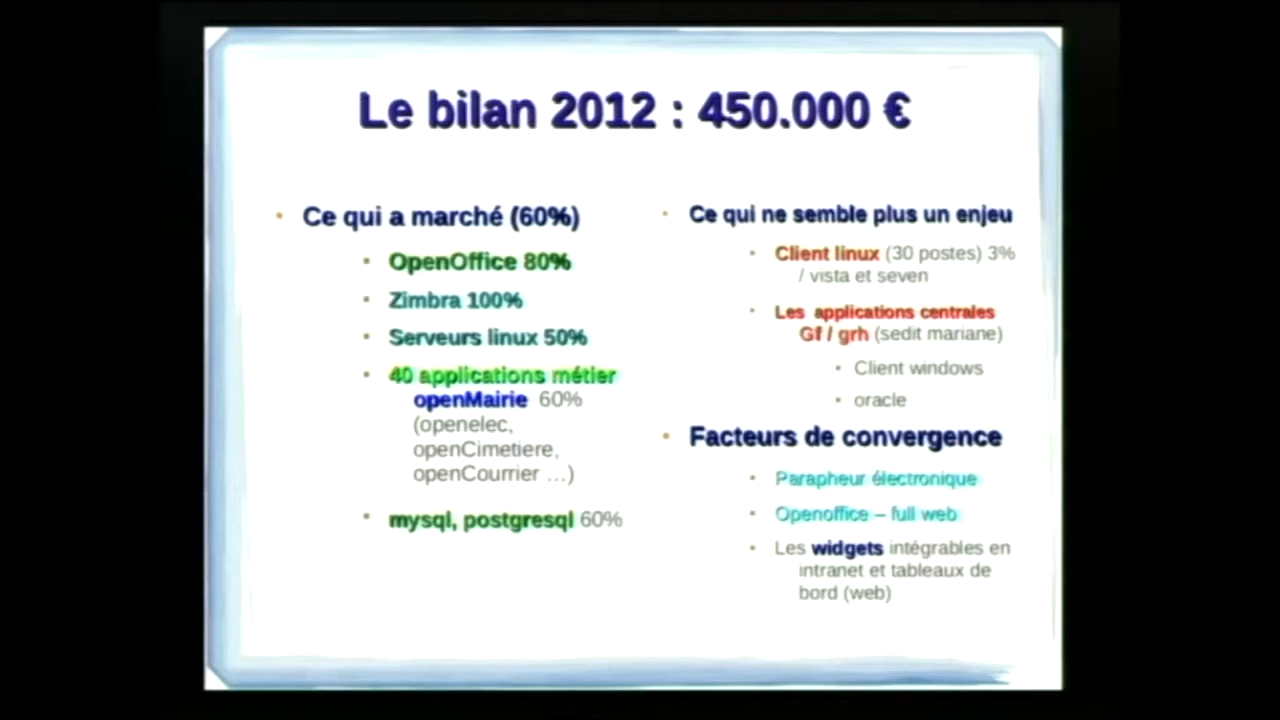 Le bilan 2012 : 450.000 €
Ce qui a marché (60%)
OpenOffice 80%
Zimbra 100%
Serveurs linux 50%
40 applications métier
openMairie 60%
(openelec,
openCimetiere,
openCourrier …)
mysql, postgresql 60%
Ce qui ne semble plus un enjeu
Client linux (30 postes) 3%
/ vista et seven
Les applications centrales
Gf / grh (sedit mariane)
Client windows
oracle
Facteurs de convergence
Parapheur électronique
Openoffice – full web
Les widgets intégrables en
intranet et tableaux de
bord (web)